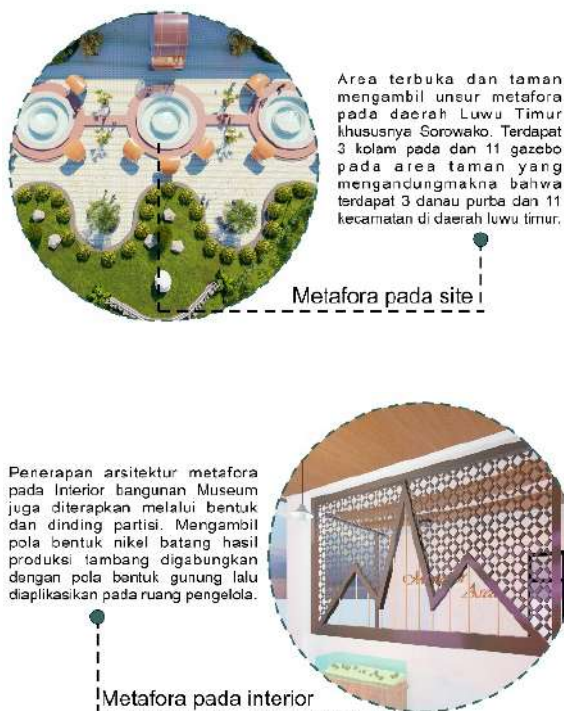 Area terbuka dan taman
mengambil unsur metafora
pada daerah Luwu Timur
khususnya Sorowako. Terdapat
3 kolam pada dan 11 gazebo
pada area taman yang
mengandungmakna bahwa
terdapat 3 danau purba dan 11
kecamatan di daerah luwu timur.
Metafora pada site
Penerapan arsitektur metafora
pada Interior bangunan Museum
juga diterapkan melalui bentuk
dan dinding partisi. Mengambil
pola bentuk nikel batang hasil
produksi tambang digabungkan
dengan pola bentuk gunung lalu
diaplikasikan pada ruang pengelola.
Metafora pada interior